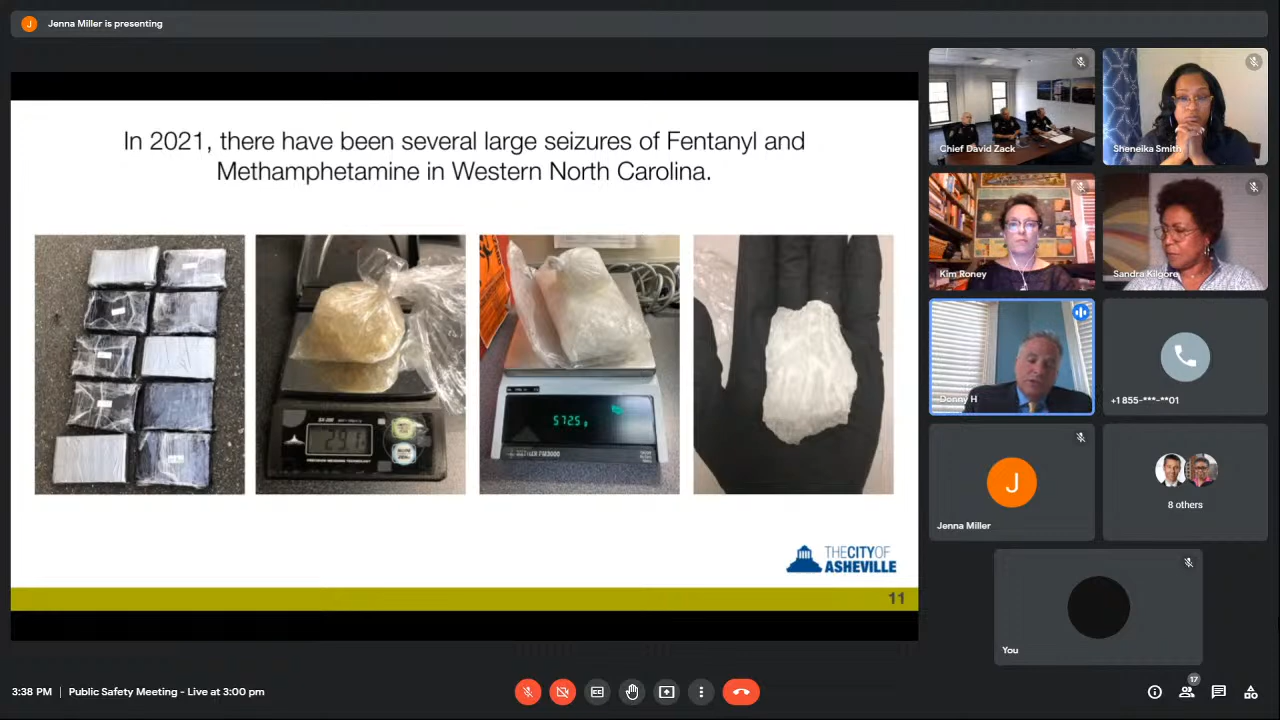 J
Jenna Miller is presenting
In 2021, there have been several large seizures of Fentanyl and
Methamphetamine in Western North Carolina.
572.5 g
THE CITY OF
ASHEVILLE
11
Chief David Zack
Sheneika Smith
Kim Roney
Sandra Kilgore
Donny H
+1 855-***-**01
J
Jenna Miller
8 others
You
3:38 PM | Public Safety Meeting - Live at 3:00 pm
17